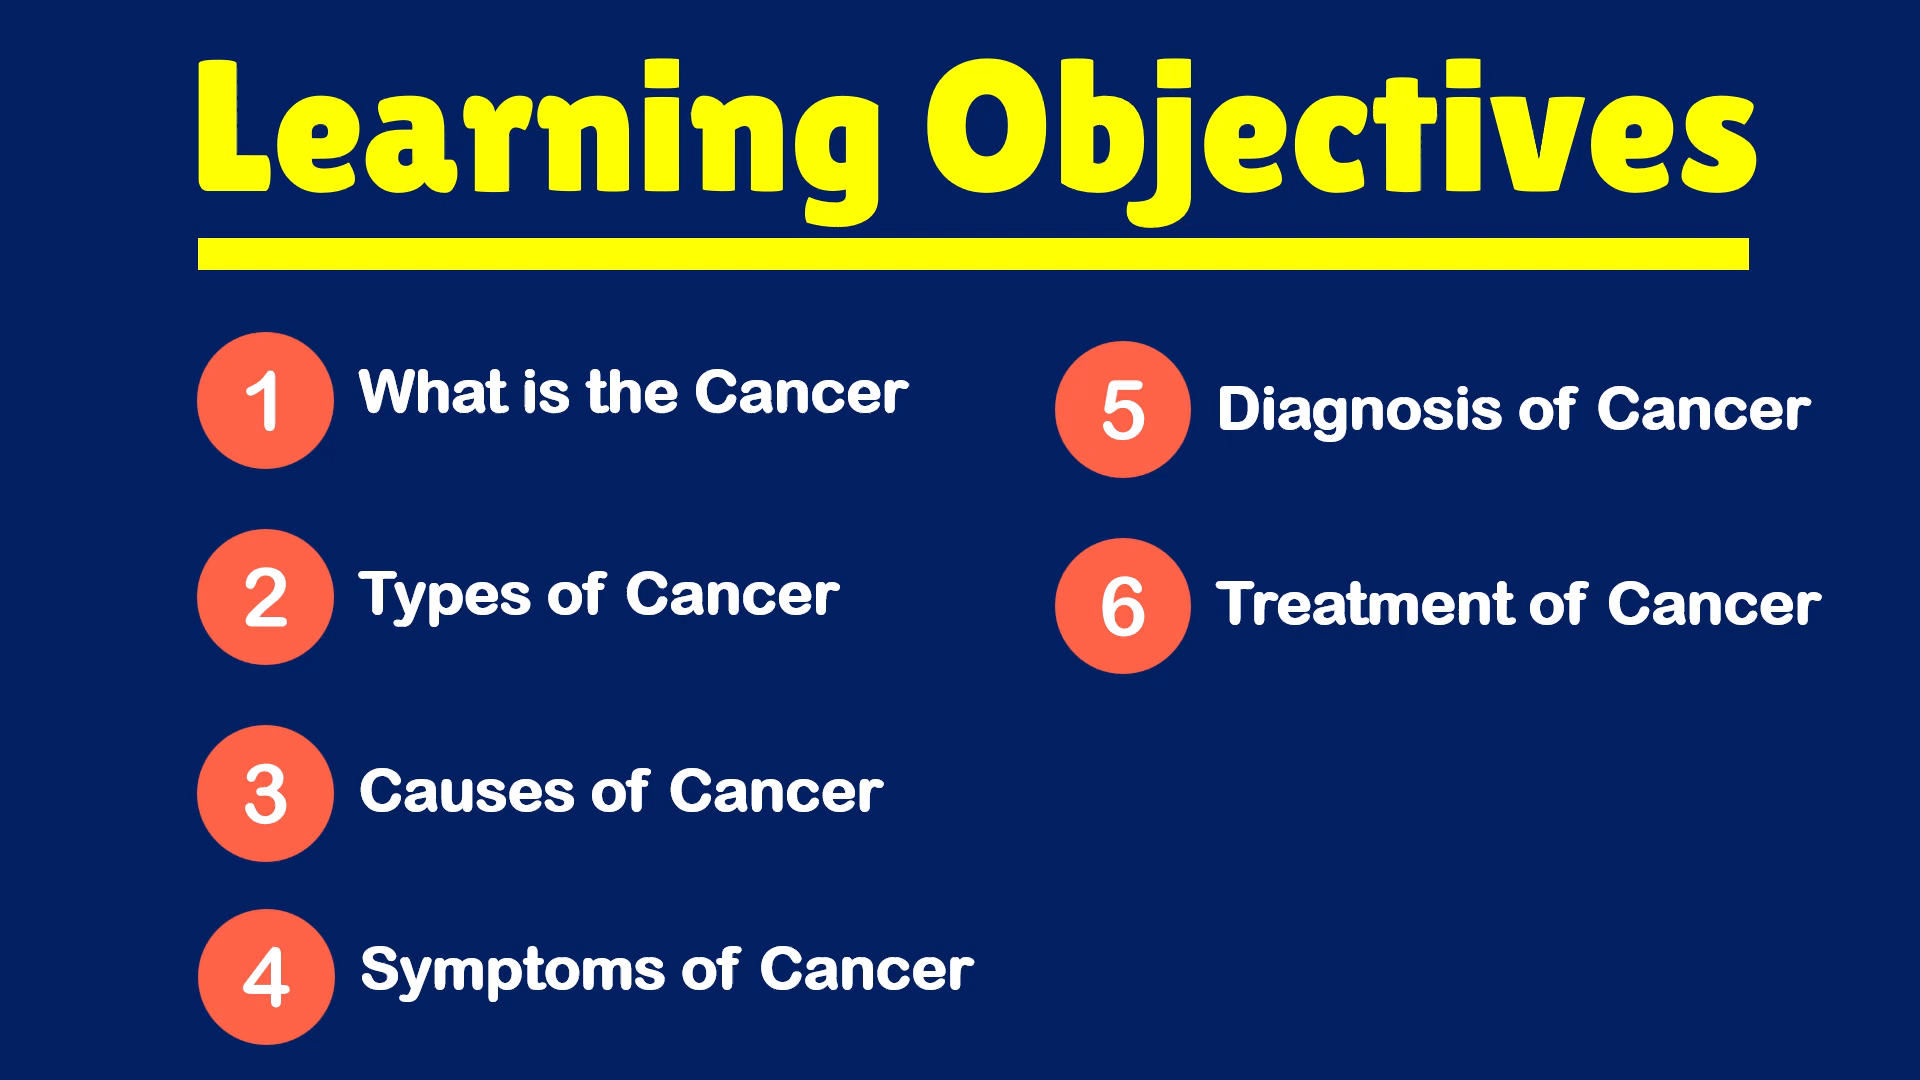 Learning Objectives
1 What is the Cancer
2 Types of Cancer
3 Causes of Cancer
4 Symptoms of Cancer
5 Diagnosis of Cancer
6 Treatment of Cancer